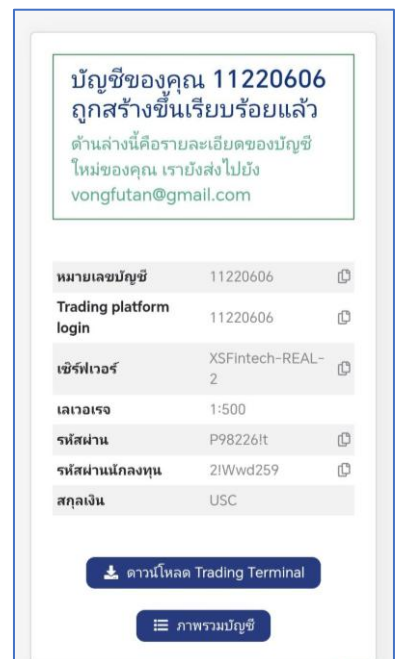 บัญชีของคุณ 11220606
ถูกสร้างขึ้นเรียบร้อยแล้ว
ด้านล่างนี้คือรายละเอียดของบัญชี
ใหม่ของคุณ เรายังส่งไปยัง
vongfutan@gmail.com
หมายเลขบัญชี 11220606
Trading platform
login 11220606
เซิร์ฟเวอร์ XSFintech-REAL-
2
เลเวอเรจ 1:500
รหัสผ่าน P98226!t
รหัสผ่านนักลงทุน 2!Wwd259
สกุลเงิน USC
ดาวน์โหลด Trading Terminal
ภาพรวมบัญชี